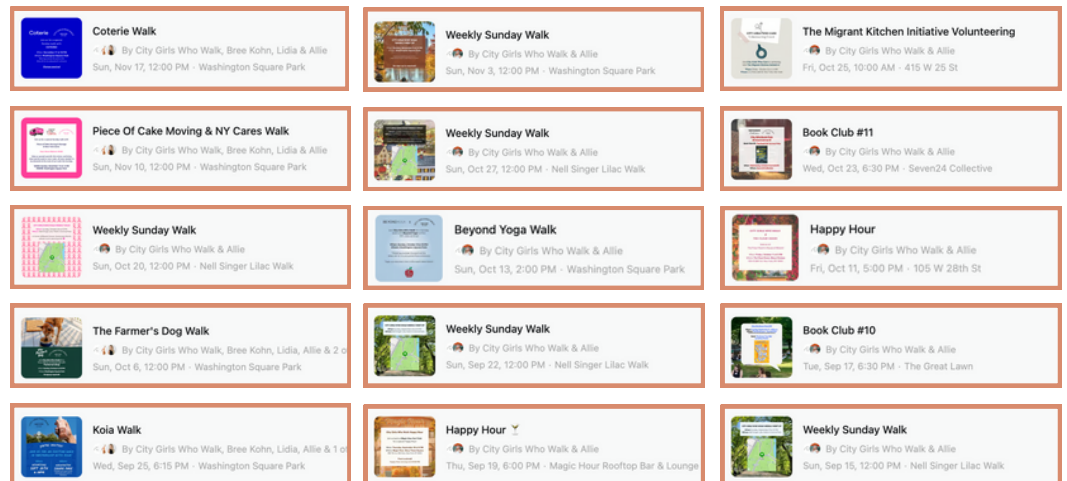 Coterie Walk
By City Girls Who Walk, Bree Kohn, Lidia & Allie
Sun, Nov 17, 12:00 PM · Washington Square Park
Weekly Sunday Walk
By City Girls Who Walk & Allie
Sun, Nov 3, 12:00 PM · Washington Square Park
The Migrant Kitchen Initiative Volunteering
By City Girls Who Walk & Allie
Fri, Oct 25, 10:00 AM · 415 W 25 St
Piece Of Cake Moving & NY Cares Walk
By City Girls Who Walk, Bree Kohn, Lidia & Allie
Sun, Nov 10, 12:00 PM · Washington Square Park
Weekly Sunday Walk
By City Girls Who Walk & Allie
Sun, Oct 27, 12:00 PM · Nell Singer Lilac Walk
Book Club #11
By City Girls Who Walk & Allie
Wed, Oct 23, 6:30 PM · Seven24 Collective
Weekly Sunday Walk
By City Girls Who Walk & Allie
Sun, Oct 20, 12:00 PM · Nell Singer Lilac Walk
Beyond Yoga Walk
By City Girls Who Walk & Allie
Sun, Oct 13, 2:00 PM · Washington Square Park
Happy Hour
By City Girls Who Walk & Allie
Fri, Oct 11, 5:00 PM · 105 W 28th St
The Farmer's Dog Walk
By City Girls Who Walk, Bree Kohn, Lidia, Allie & 2 o
Sun, Oct 6, 12:00 PM · Washington Square Park
Weekly Sunday Walk
By City Girls Who Walk & Allie
Sun, Sep 22, 12:00 PM · Nell Singer Lilac Walk
Book Club #10
By City Girls Who Walk & Allie
Tue, Sep 17, 6:30 PM · The Great Lawn
Koia Walk
By City Girls Who Walk, Bree Kohn, Lidia, Allie & 1 o
Wed, Sep 25, 6:15 PM · Washington Square Park
Happy Hour 🍸
By City Girls Who Walk & Allie
Thu, Sep 19, 6:00 PM · Magic Hour Rooftop Bar & Lounge
Weekly Sunday Walk
By City Girls Who Walk & Allie
Sun, Sep 15, 12:00 PM · Nell Singer Lilac Walk